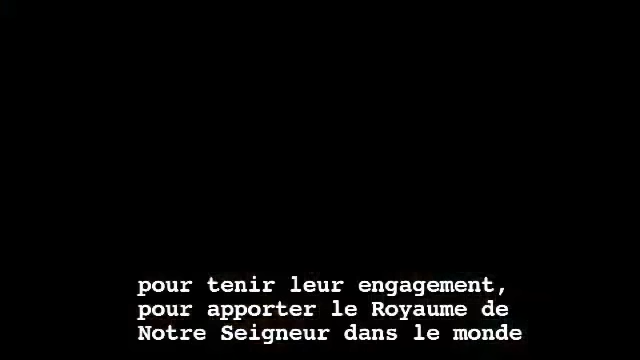 pour tenir leur engagement,
pour apporter le Royaume de
Notre Seigneur dans le monde